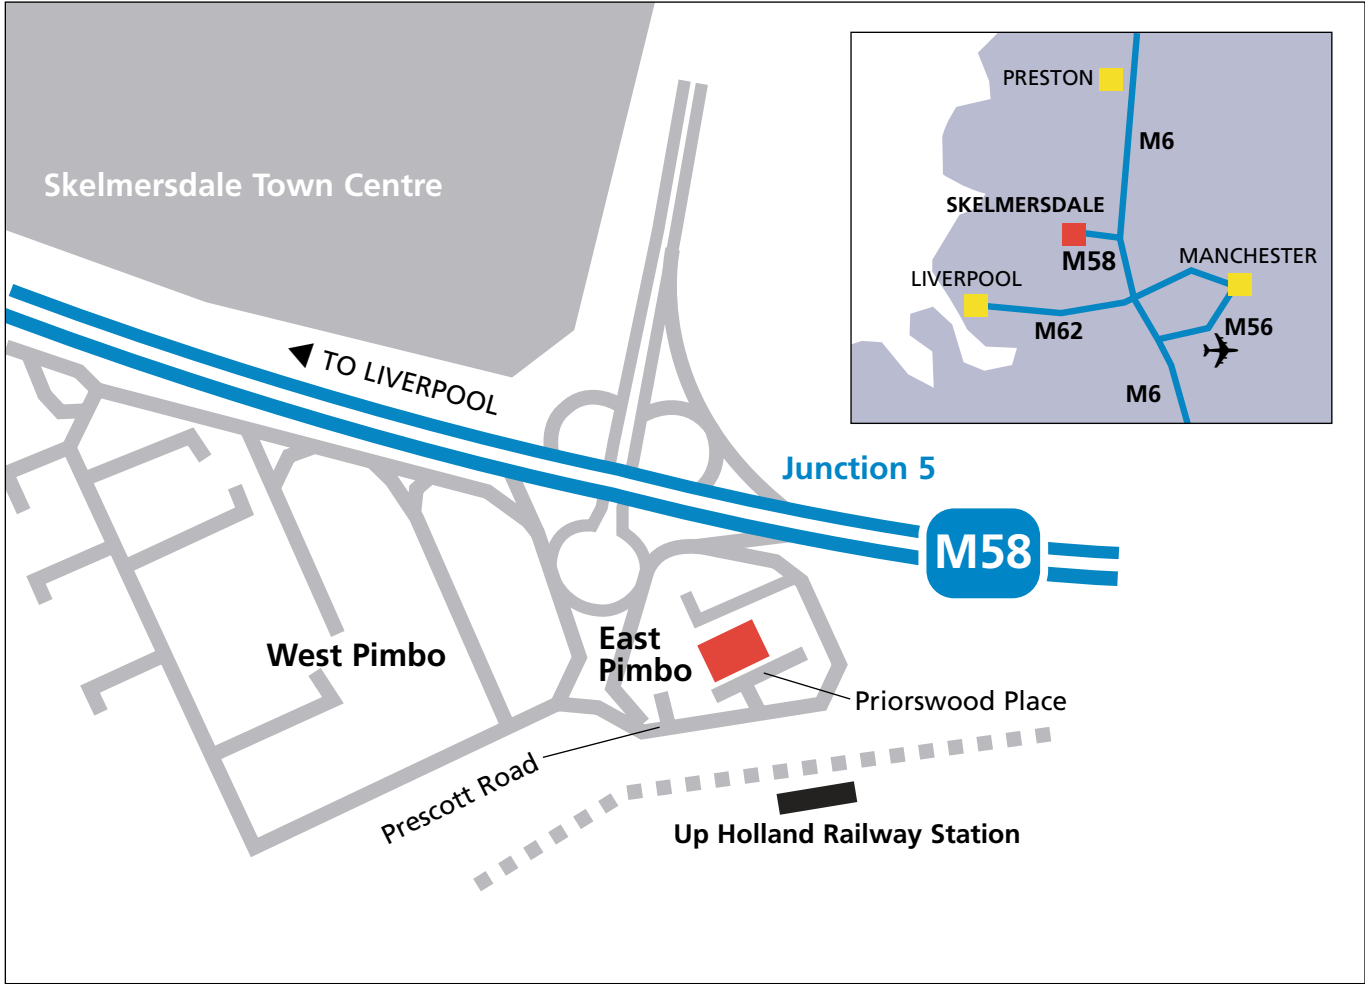 Skelmersdale Town Centre
TO LIVERPOOL
Junction 5
M58
West Pimbo
East
Pimbo
Priorswood Place
Prescott Road
Up Holland Railway Station
PRESTON
M6
SKELMERSDALE
M58
MANCHESTER
LIVERPOOL
M62
M56
M6